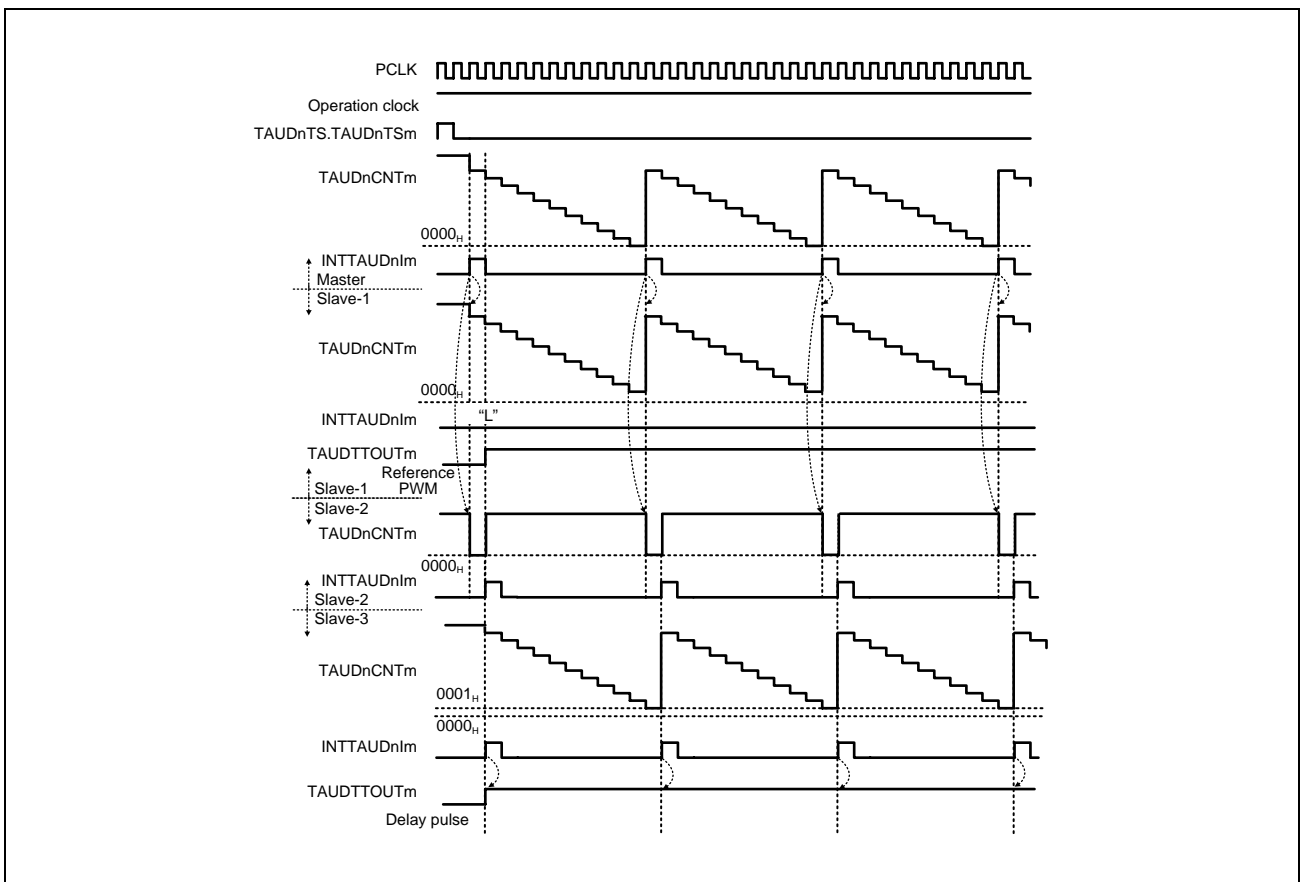 PCLK
Operation clock
TAUDnTS.TAUDnTSm
TAUDnCNTm
0000H
INTTAUDnIm
Master
Slave-1
TAUDnCNTm
0000H
INTTAUDnIm
“L”
TAUDTTOUTm
Reference
Slave-1 PWM
Slave-2
TAUDnCNTm
0000H
INTTAUDnIm
Slave-2
Slave-3
TAUDnCNTm
0001H
0000H
INTTAUDnIm
TAUDTTOUTm
Delay pulse